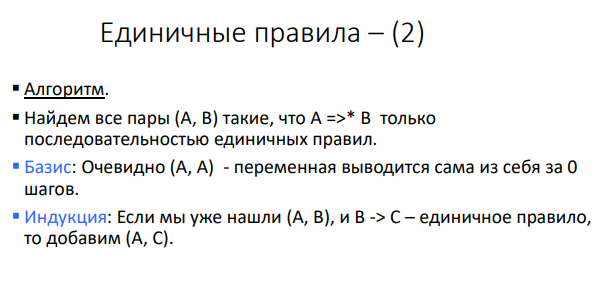 Единичные правила – (2)
▪ Алгоритм.
▪ Найдем все пары (A, B) такие, что A =>* B только
последовательностью единичных правил.
▪ Базис: Очевидно (A, A) - переменная выводится сама из себя за 0
шагов.
▪ Индукция: Если мы уже нашли (A, B), и B -> C – единичное правило,
то добавим (A, C).